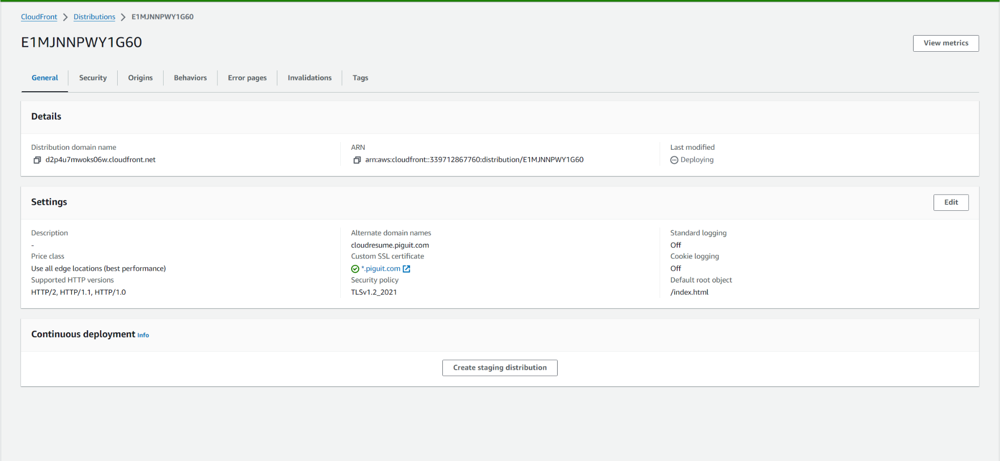 CloudFront > Distributions > E1MJNNPWY1G60
E1MJNNPWY1G60
View metrics
General Security Origins Behaviors Error pages Invalidations Tags
Details
Distribution domain name
d2p4u7mwoks06w.cloudfront.net
ARN
arn:aws:cloudfront::339712867760:distribution/E1MJNNPWY1G60
Last modified
Deploying
Settings
Edit
Description
-
Price class
Use all edge locations (best performance)
Supported HTTP versions
HTTP/2, HTTP/1.1, HTTP/1.0
Alternate domain names
cloudresume.piguit.com
Custom SSL certificate
*.piguit.com
Security policy
TLSv1.2_2021
Standard logging
Off
Cookie logging
Off
Default root object
/index.html
Continuous deployment Info
Create staging distribution